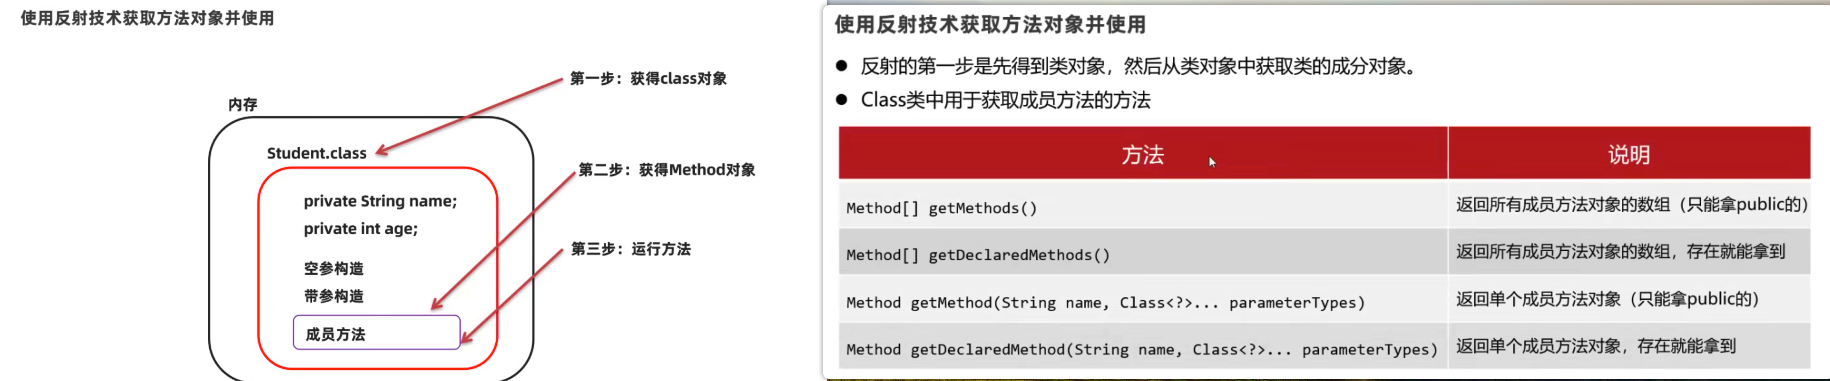 使用反射技术获取方法对象并使用
第一步：获得class对象
内存
Student.class
第二步：获得Method对象
private String name;
private int age;
第三步：运行方法
空参构造
带参构造
成员方法
使用反射技术获取方法对象并使用
● 反射的第一步是先得到类对象，然后从类对象中获取类的成分对象。
● Class类中用于获取成员方法的方法
方法 说明
Method[] getMethods() 返回所有成员方法对象的数组（只能拿public的）
Method[] getDeclaredMethods() 返回所有成员方法对象的数组，存在就能拿到
Method getMethod(String name, Class<?>... parameterTypes) 返回单个成员方法对象（只能拿public的）
Method getDeclaredMethod(String name, Class<?>... parameterTypes) 返回单个成员方法对象，存在就能拿到